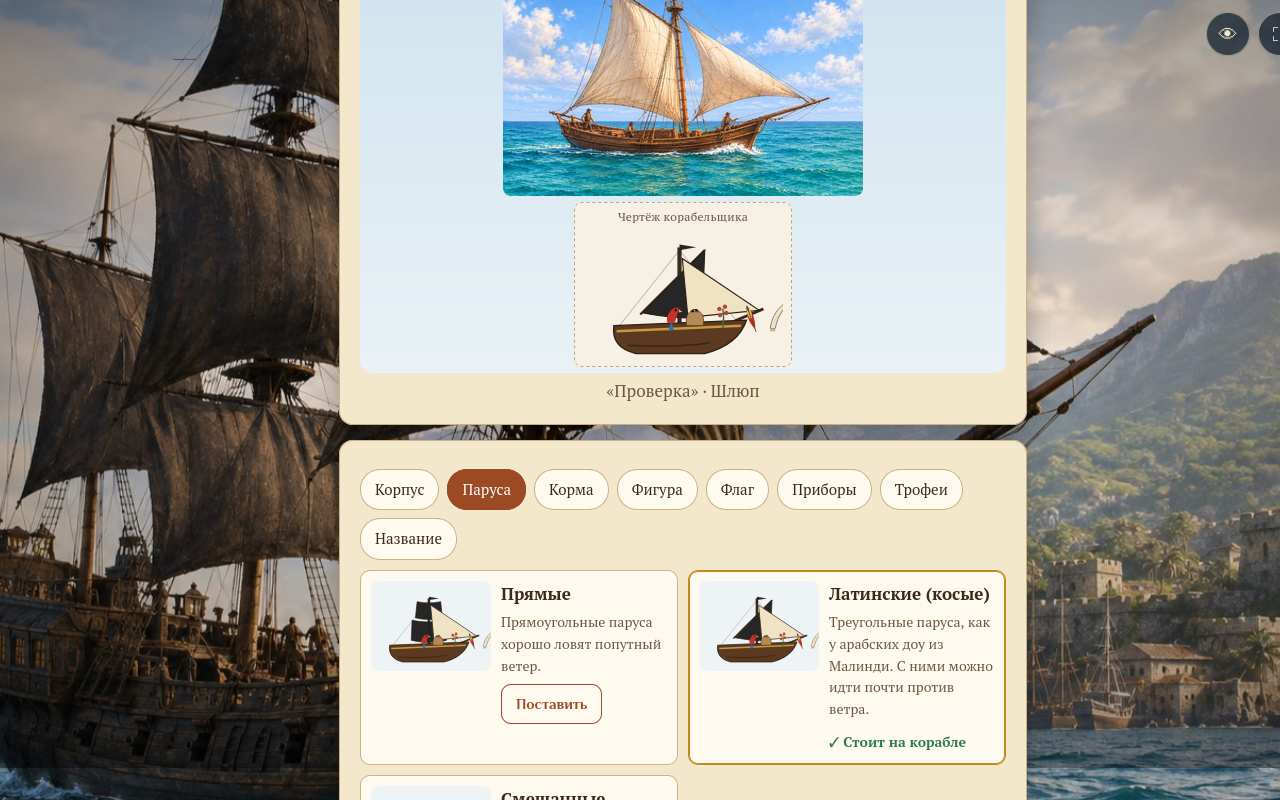 Чертёж корабельщика
«Проверка» · Шлюп
Корпус
Паруса
Корма
Фигура
Флаг
Приборы
Трофеи
Название
Прямые
Прямоугольные паруса
хорошо ловят попутный
ветер.
Поставить
Латинские (косые)
Треугольные паруса, как
у арабских доу из
Малинди. С ними можно
идти почти против
ветра.
✓ Стоит на корабле
Смешанные